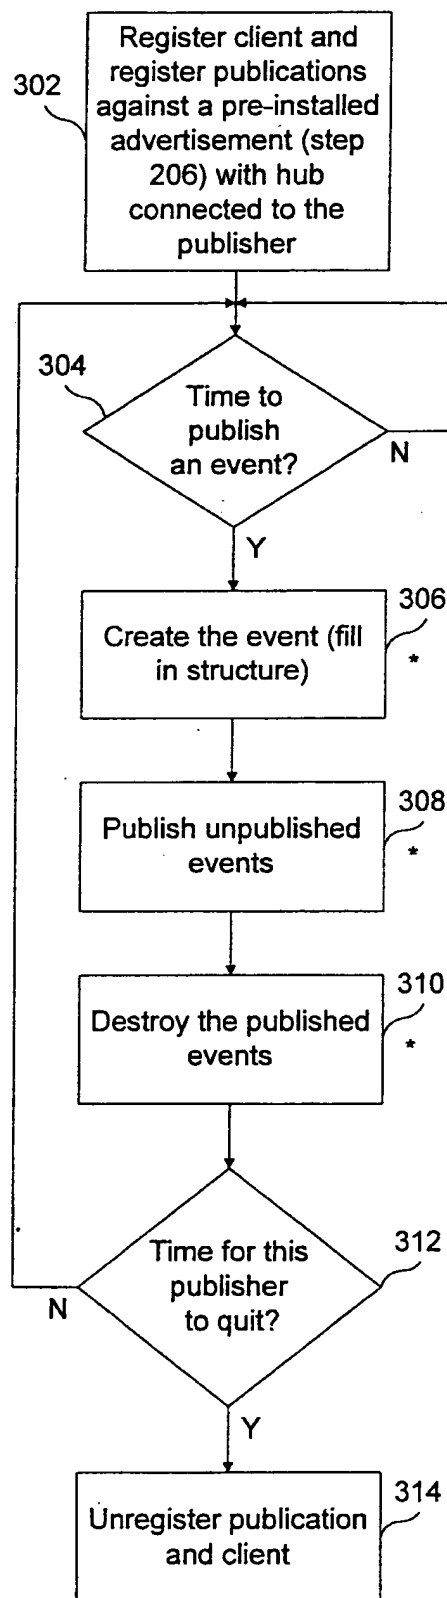 302
Register client and
register publications
against a pre-installed
advertisement (step
206) with hub
connected to the
publisher
304
Time to
publish
an event?
N
Y
306
Create the event (fill
in structure)
*
308
Publish unpublished
events
*
310
Destroy the published
events
*
312
Time for this
publisher
to quit?
N
Y
314
Unregister publication
and client